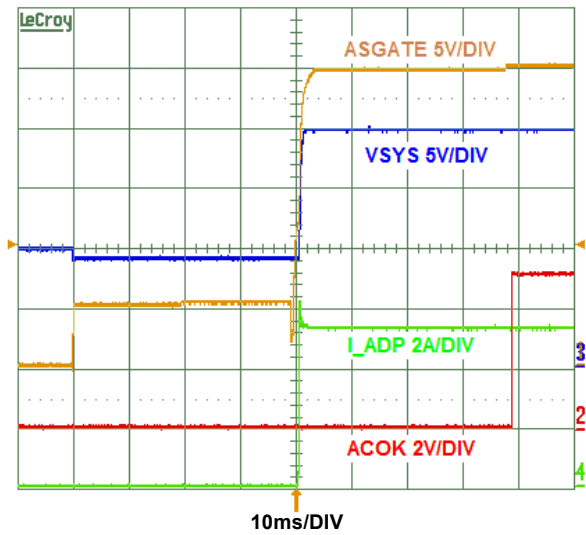 LeCroy
ASGATE 5V/DIV
VSYS 5V/DIV
I_ADP 2A/DIV
3
2
ACOK 2V/DIV
4
10ms/DIV